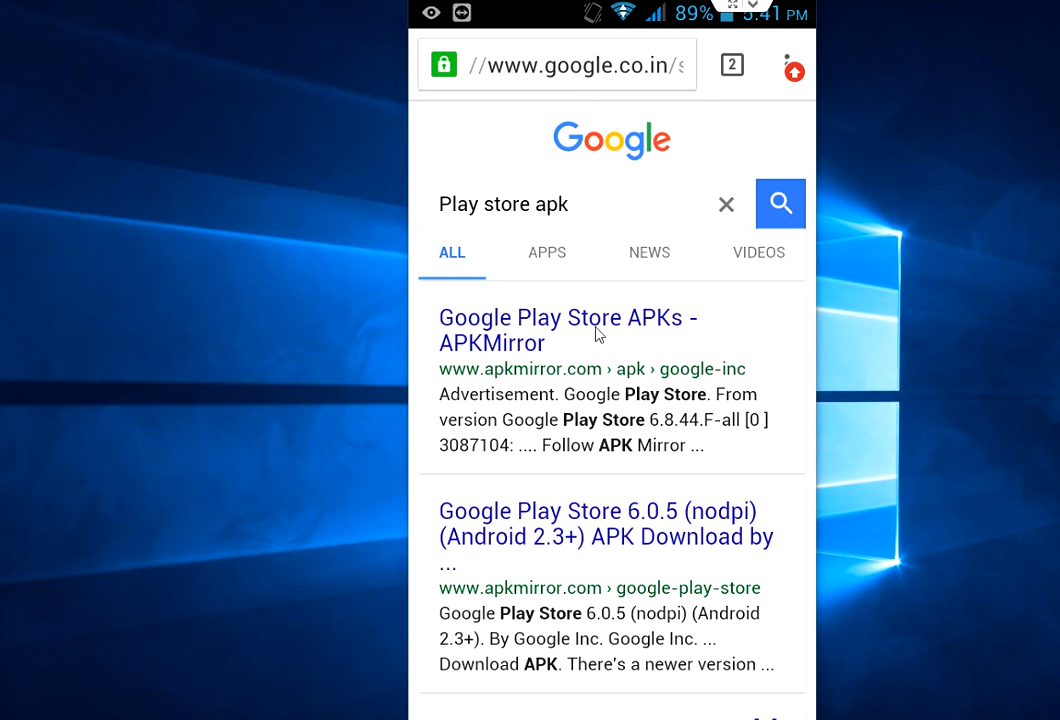 89% 5:41 PM
//www.google.co.in/s
2
Google
Play store apk
ALL APPS NEWS VIDEOS
Google Play Store APKs -
APKMirror
www.apkmirror.com › apk › google-inc
Advertisement. Google Play Store. From
version Google Play Store 6.8.44.F-all [0 ]
3087104: .... Follow APK Mirror ...
Google Play Store 6.0.5 (nodpi)
(Android 2.3+) APK Download by
...
www.apkmirror.com › google-play-store
Google Play Store 6.0.5 (nodpi) (Android
2.3+). By Google Inc. Google Inc. ...
Download APK. There's a newer version ...